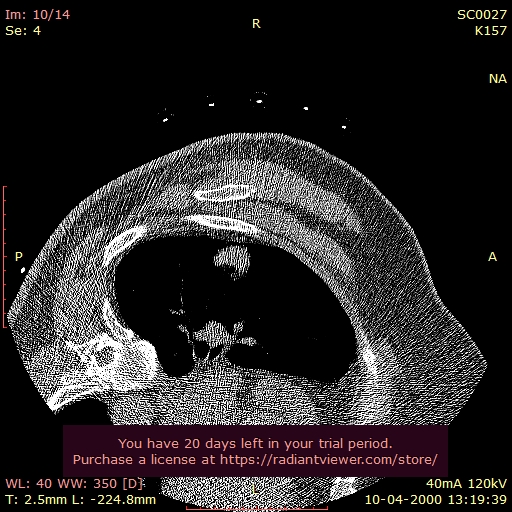 Im: 10/14
Se: 4
R
SC0027
K157
NA
P
A
You have 20 days left in your trial period.
Purchase a license at https://radiantviewer.com/store/
WL: 40 WW: 350 [D]
T: 2.5mm L: -224.8mm
40mA 120kV
10-04-2000 13:19:39